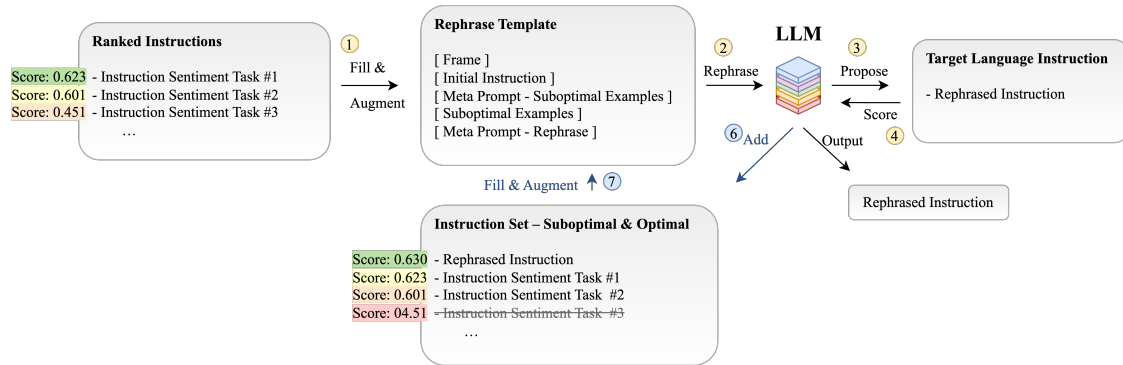 Ranked Instructions
Score: 0.623 - Instruction Sentiment Task #1
Score: 0.601 - Instruction Sentiment Task #2
Score: 0.451 - Instruction Sentiment Task #3
…
1
Fill &
Augment
Rephrase Template
[ Frame ]
[ Initial Instruction ]
[ Meta Prompt - Suboptimal Examples ]
[ Suboptimal Examples ]
[ Meta Prompt - Rephrase ]
2
Rephrase
LLM
3
Propose
Score
4
Target Language Instruction
- Rephrased Instruction
6
Add
Output
Rephrased Instruction
Fill & Augment
7
Instruction Set – Suboptimal & Optimal
Score: 0.630 - Rephrased Instruction
Score: 0.623 - Instruction Sentiment Task #1
Score: 0.601 - Instruction Sentiment Task #2
Score: 04.51 - Instruction Sentiment Task #3
…